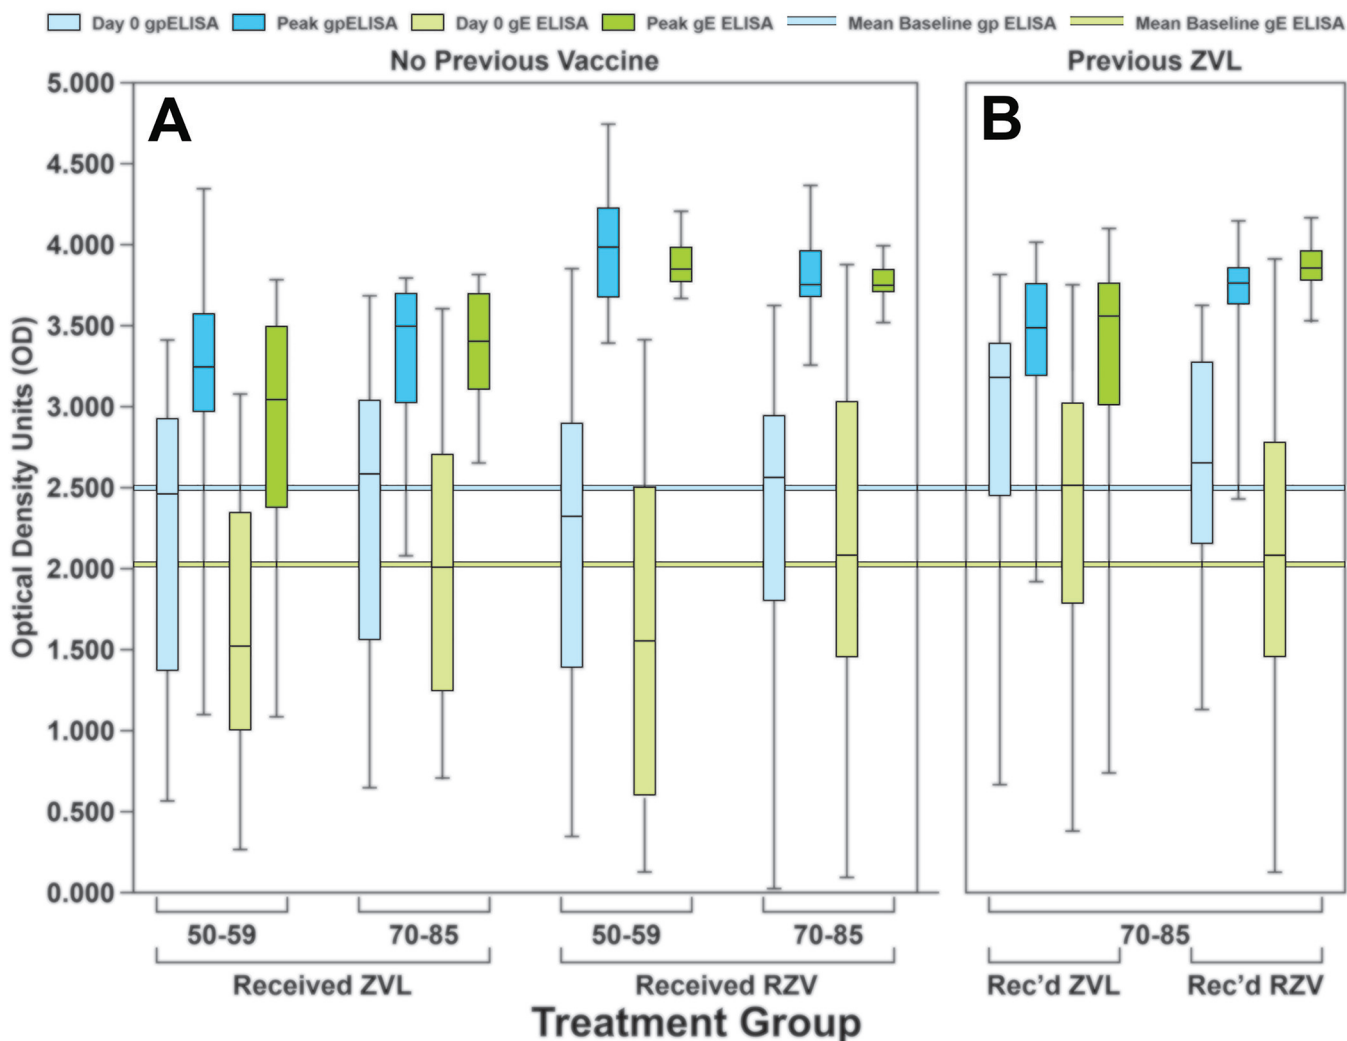 Day 0 gpELISA Peak gpELISA Day 0 gE ELISA Peak gE ELISA Mean Baseline gp ELISA Mean Baseline gE ELISA
No Previous Vaccine Previous ZVL
A B
5.000
4.500
4.000
3.500
3.000
2.500
2.000
1.500
1.000
0.500
0.000
Optical Density Units (OD)
50-59 70-85 50-59 70-85 70-85
Received ZVL Received RZV Rec’d ZVL Rec’d RZV
Treatment Group